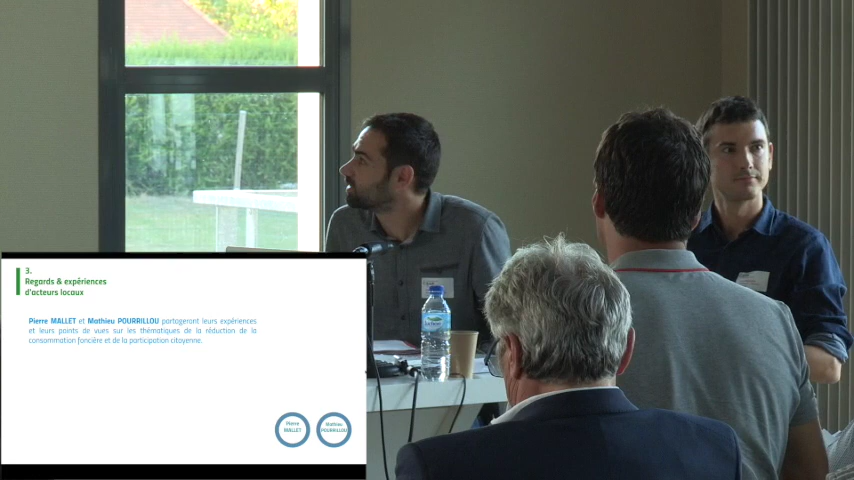 3.
Regards & expériences
d'acteurs locaux
Pierre MALLET et Mathieu POURRILLOU partageront leurs expériences
et leurs points de vues sur les thématiques de la réduction de la
consommation foncière et de la participation citoyenne.
Pierre
MALLET
Mathieu
POURRILLOU